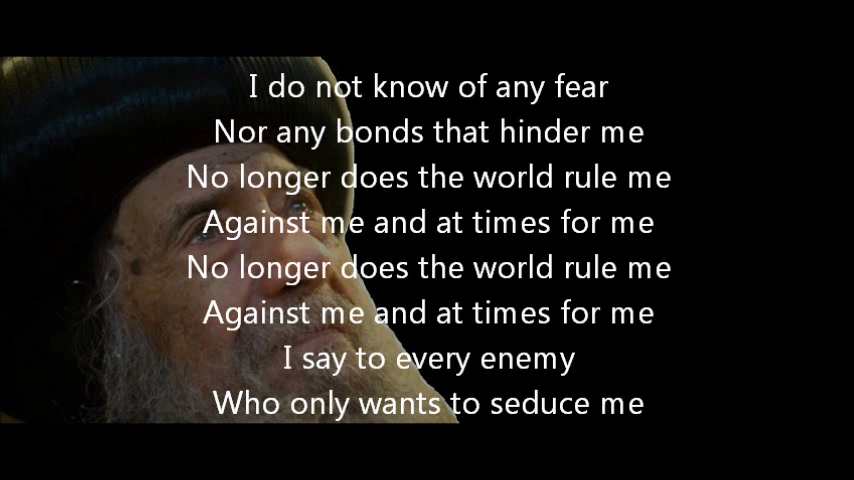 I do not know of any fear
Nor any bonds that hinder me
No longer does the world rule me
Against me and at times for me
No longer does the world rule me
Against me and at times for me
I say to every enemy
Who only wants to seduce me